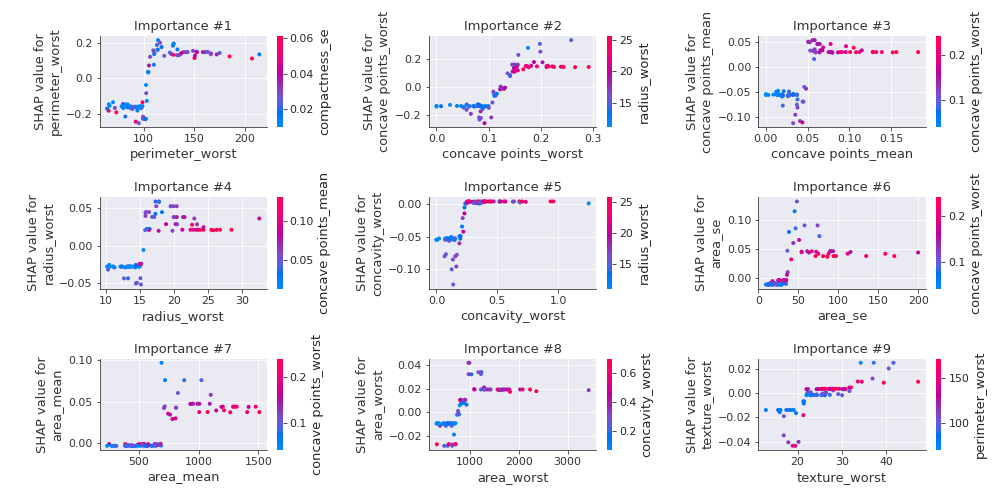 Importance #1
SHAP value for
perimeter_worst
0.2
0.0
−0.2
100
150
200
perimeter_worst
0.06
0.04
0.02
compactness_se
Importance #2
SHAP value for
concave points_worst
0.2
0.0
−0.2
0.0
0.1
0.2
0.3
concave points_worst
25
20
15
radius_worst
Importance #3
SHAP value for
concave points_mean
0.05
0.00
−0.05
−0.10
0.00
0.05
0.10
0.15
concave points_mean
0.2
0.1
concave points_worst
Importance #4
SHAP value for
radius_worst
0.05
0.00
−0.05
10
15
20
25
30
radius_worst
0.10
0.05
concave points_mean
Importance #5
SHAP value for
concavity_worst
0.00
−0.05
−0.10
0.0
0.5
1.0
concavity_worst
25
20
15
radius_worst
Importance #6
SHAP value for
area_se
0.10
0.05
0.00
0
50
100
150
200
area_se
0.2
0.1
concave points_worst
Importance #7
SHAP value for
area_mean
0.10
0.05
0.00
500
1000
1500
area_mean
0.2
0.1
concave points_worst
Importance #8
SHAP value for
area_worst
0.04
0.02
0.00
−0.02
1000
2000
3000
area_worst
0.6
0.4
0.2
concavity_worst
Importance #9
SHAP value for
texture_worst
0.02
0.00
−0.02
−0.04
20
30
40
texture_worst
150
100
perimeter_worst